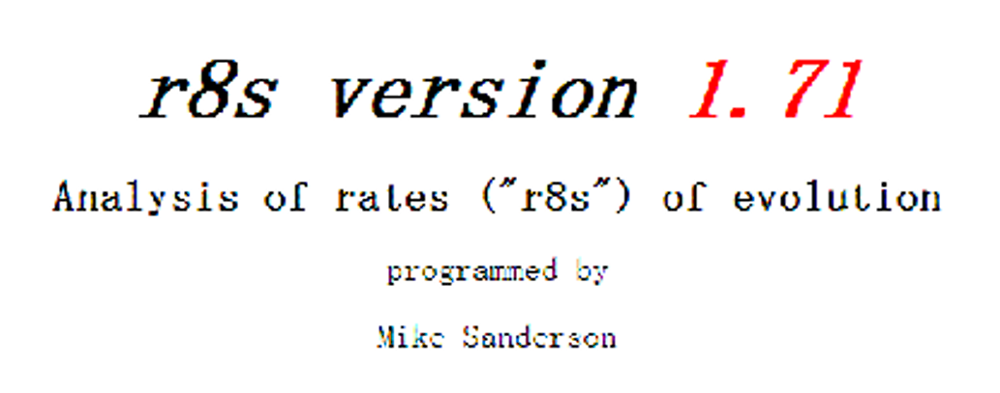 r8s version 1.71
Analysis of rates ("r8s") of evolution
programmed by
Mike Sanderson